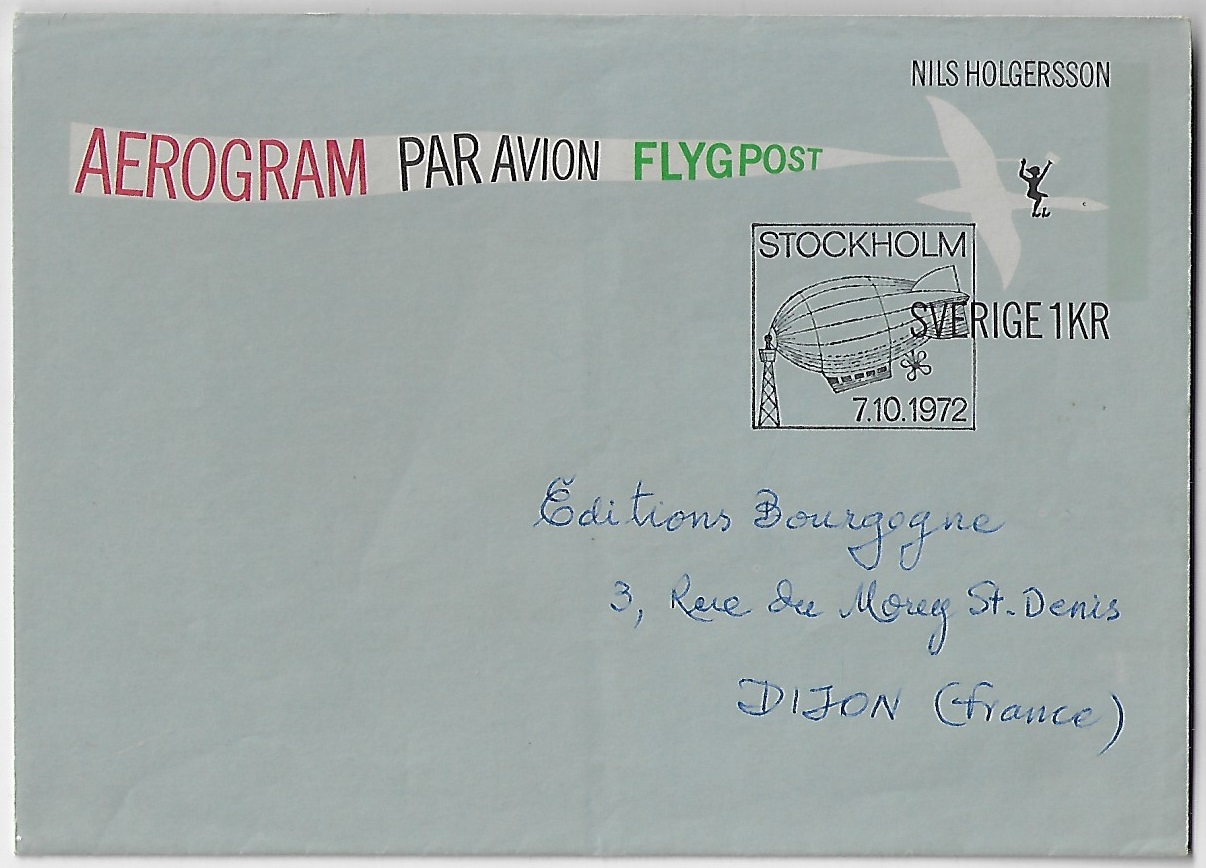 NILS HOLGERSSON
AEROGRAM PAR AVION FLYGPOST
STOCKHOLM
SVERIGE 1KR
7.10.1972
Éditions Bourgogne
3, Rue du Morey St. Denis
DIJON (France)